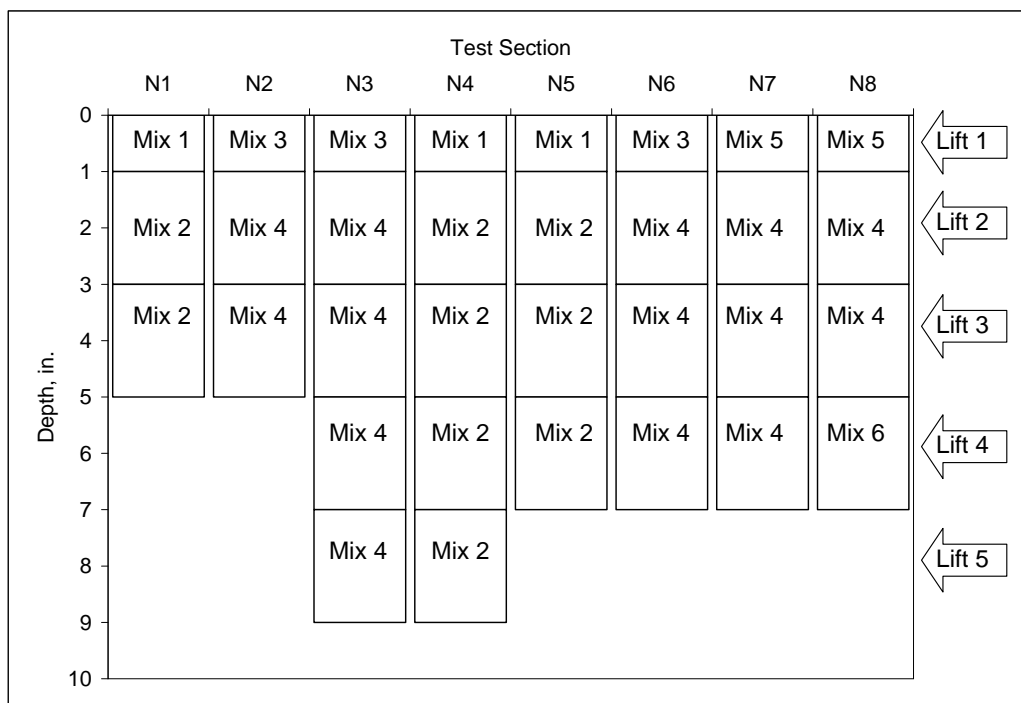 Test Section
N1 N2 N3 N4 N5 N6 N7 N8
0
Mix 1 Mix 3 Mix 3 Mix 1 Mix 1 Mix 3 Mix 5 Mix 5 Lift 1
1
2 Mix 2 Mix 4 Mix 4 Mix 2 Mix 2 Mix 4 Mix 4 Mix 4 Lift 2
3
Mix 2 Mix 4 Mix 4 Mix 2 Mix 2 Mix 4 Mix 4 Mix 4 Lift 3
4
5
Mix 4 Mix 2 Mix 2 Mix 4 Mix 4 Mix 6 Lift 4
6
7
Mix 4 Mix 2 Lift 5
8
9
10
Depth, in.